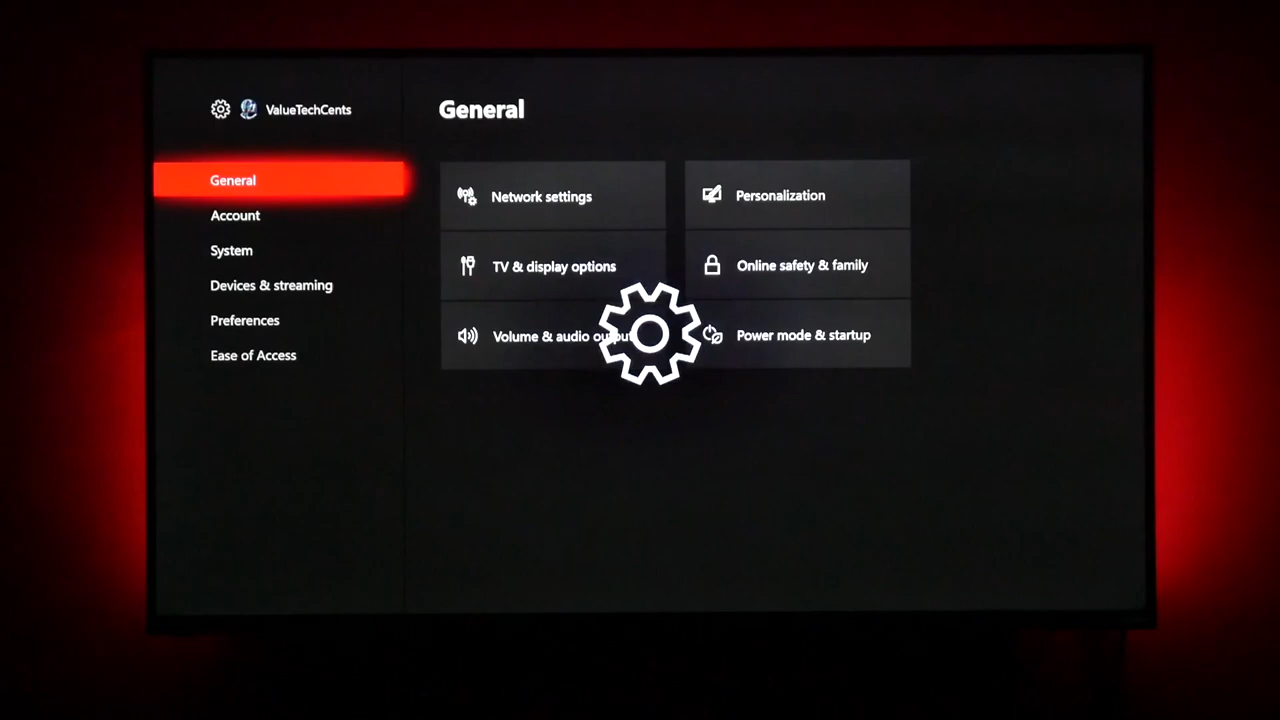 ValueTechCents
General
Account
System
Devices & streaming
Preferences
Ease of Access
General
Network settings
TV & display options
Volume & audio output
Personalization
Online safety & family
Power mode & startup